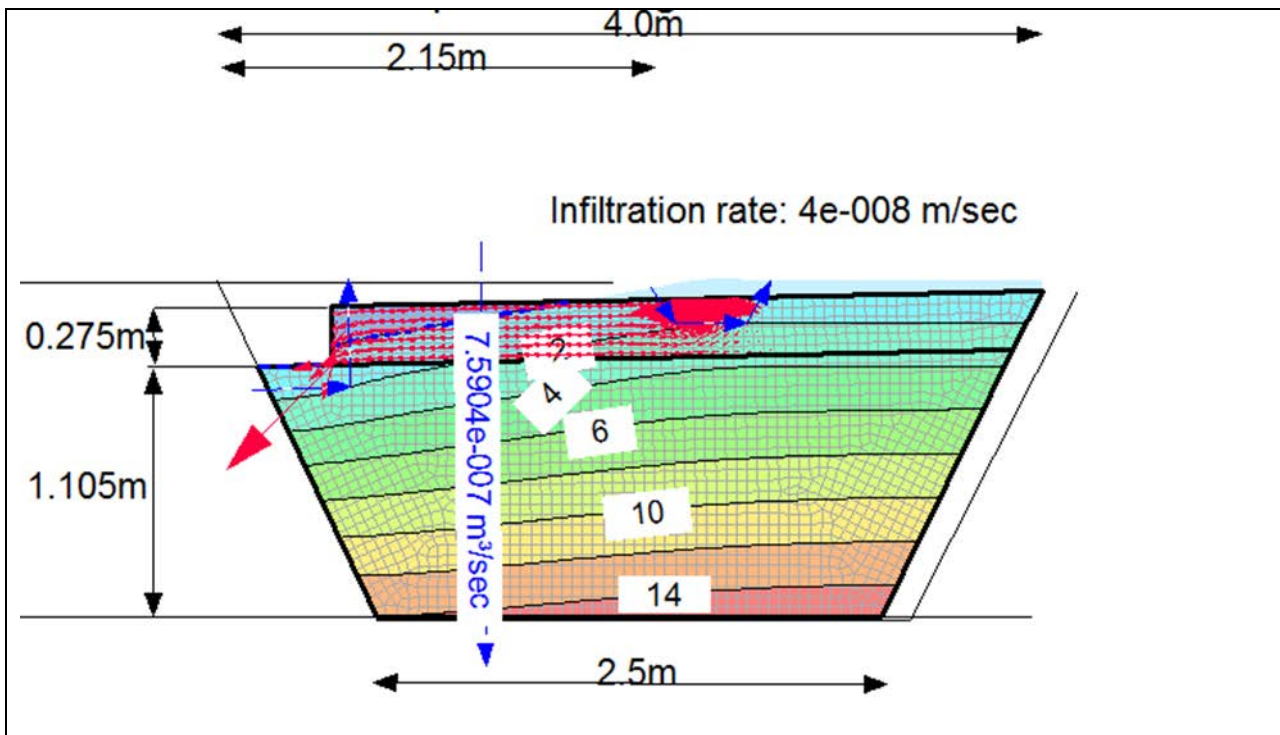 4.0m
2.15m
Infiltration rate: 4e-008 m/sec
0.275m
2
4
6
7.5904e-007 m³/sec
1.105m
10
14
2.5m